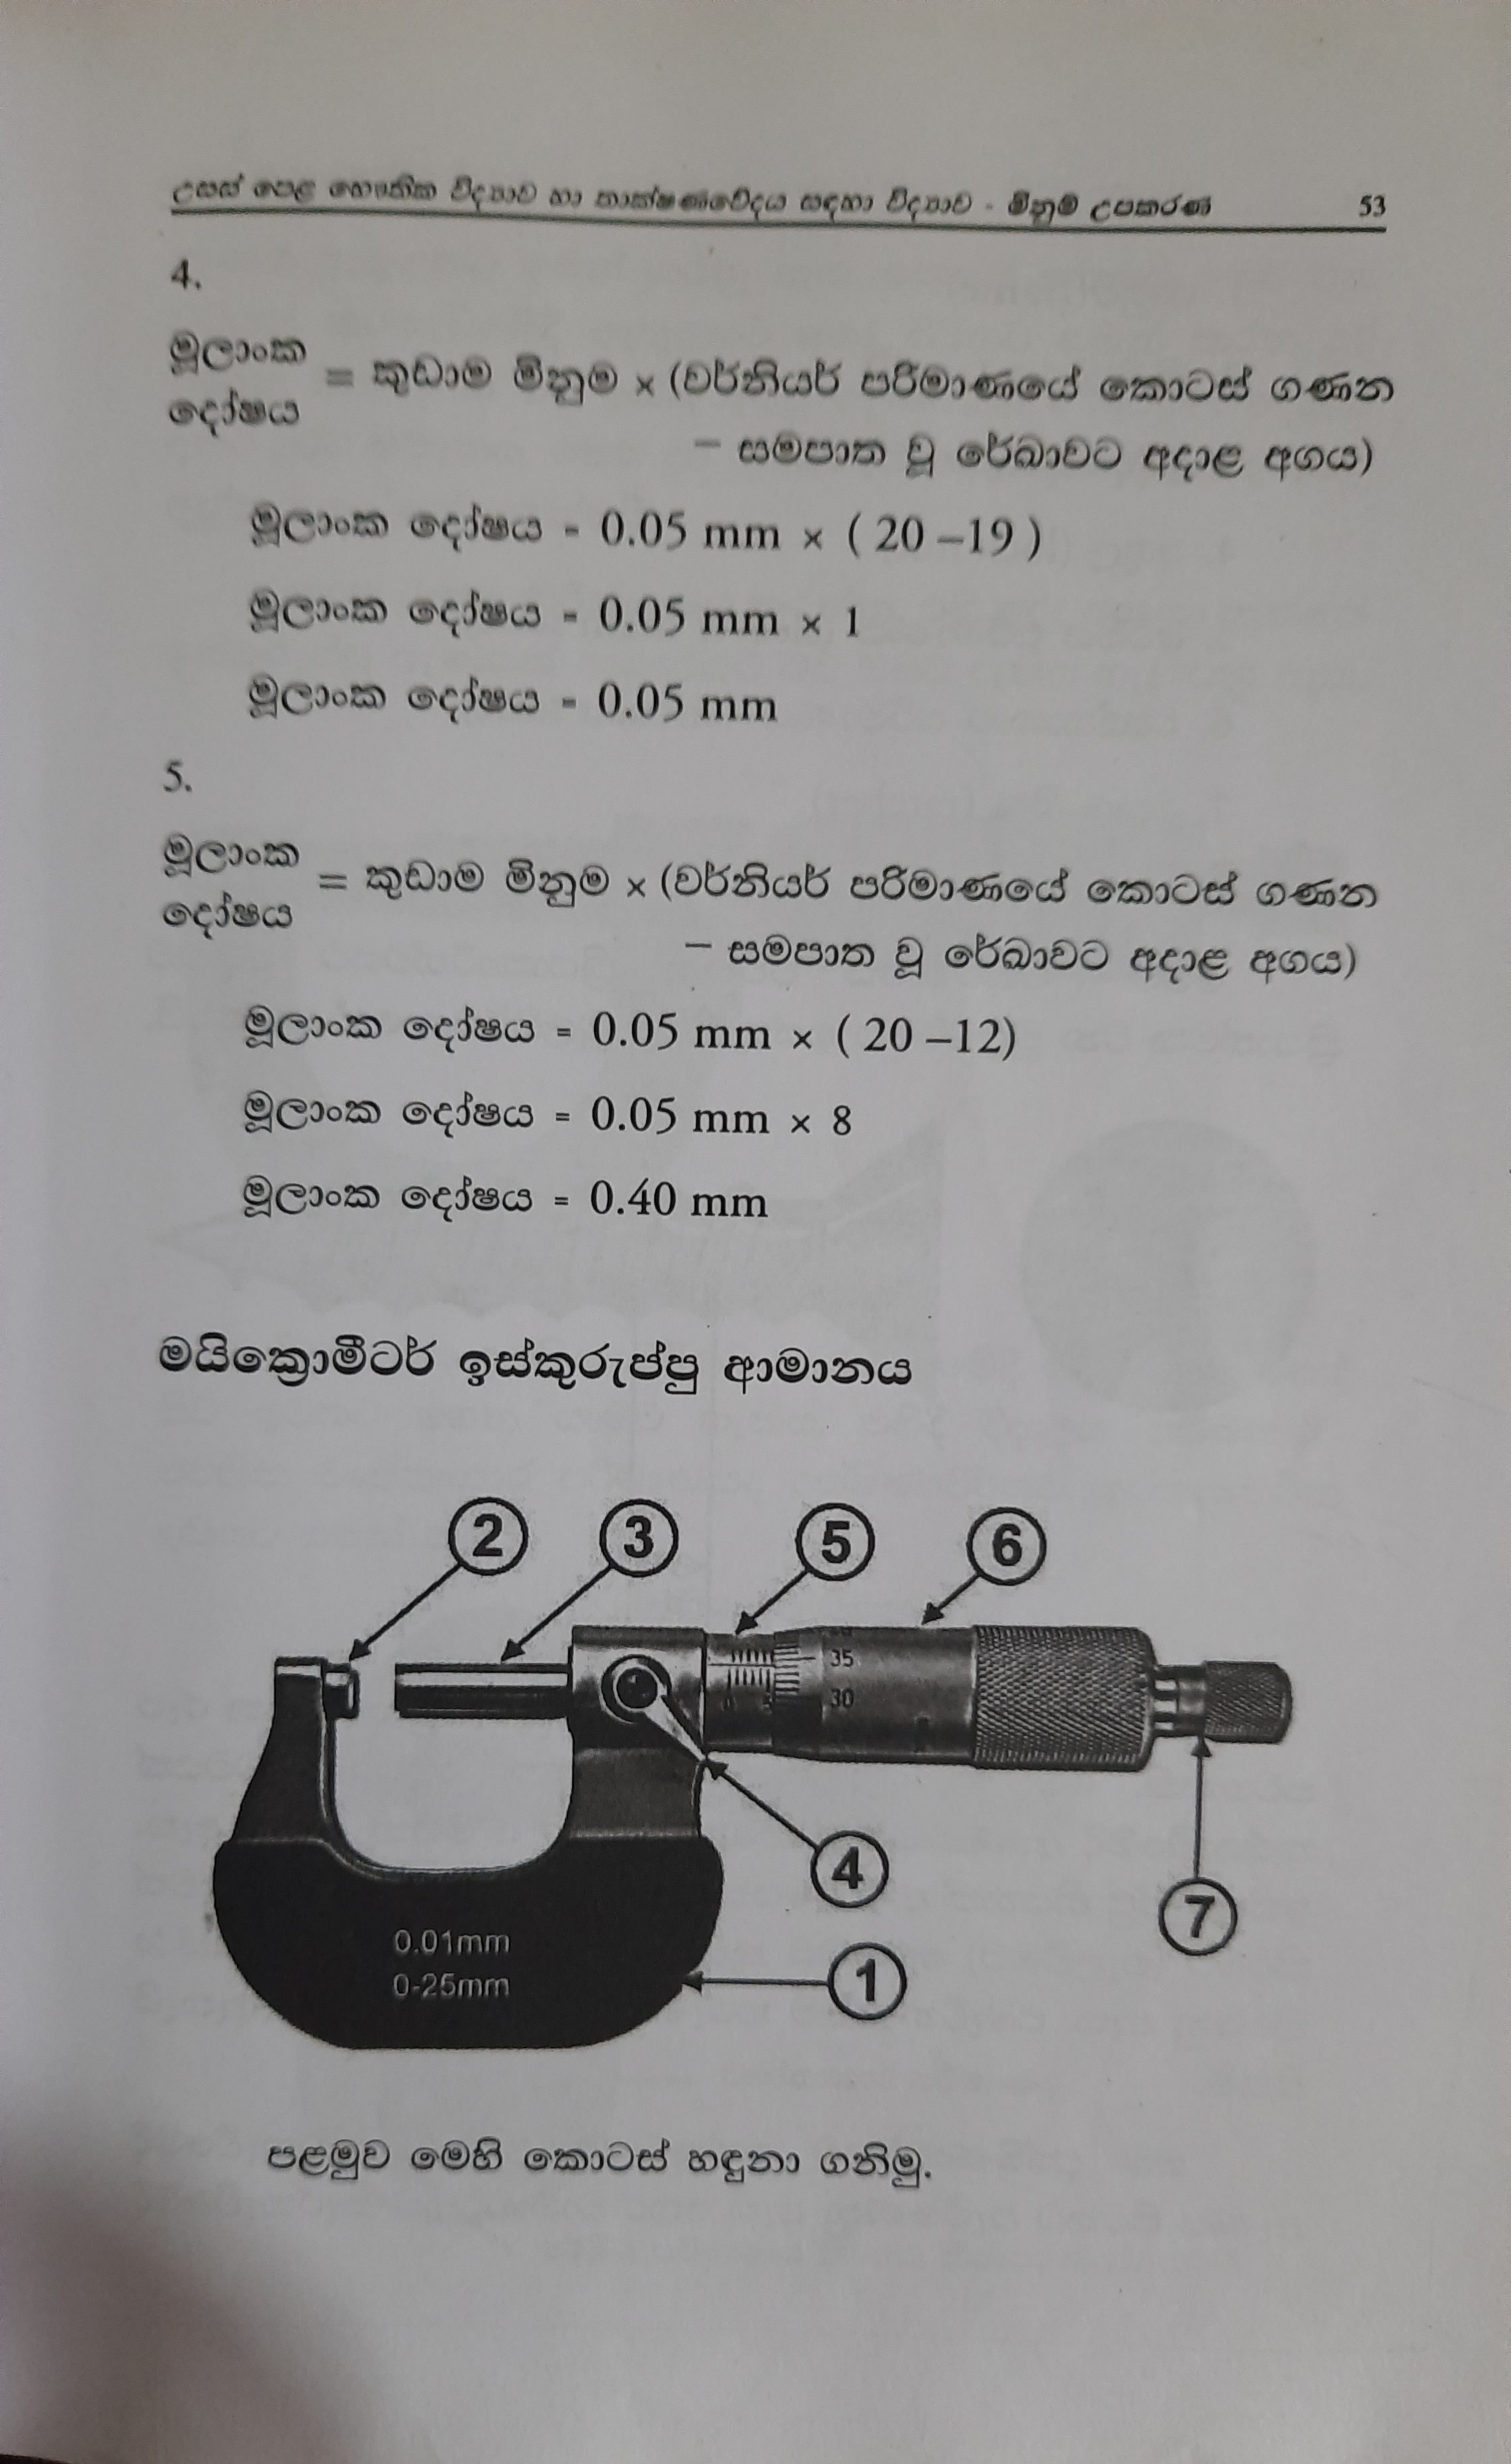 උසස් පෙළ භෞතික විද්‍යාව හා තාක්ෂණවේදය සඳහා විද්‍යාව - මිනුම් උපකරණ 53
4.
මූලාංක දෝෂය = කුඩාම මිනුම × (වර්නියර් පරිමාණයේ කොටස් ගණන
– සමපාත වූ රේඛාවට අදාළ අගය)
මූලාංක දෝෂය = 0.05 mm × ( 20 –19 )
මූලාංක දෝෂය = 0.05 mm × 1
මූලාංක දෝෂය = 0.05 mm
5.
මූලාංක දෝෂය = කුඩාම මිනුම × (වර්නියර් පරිමාණයේ කොටස් ගණන
– සමපාත වූ රේඛාවට අදාළ අගය)
මූලාංක දෝෂය = 0.05 mm × ( 20 –12)
මූලාංක දෝෂය = 0.05 mm × 8
මූලාංක දෝෂය = 0.40 mm
මයික්‍රොමීටර් ඉස්කුරුප්පු ආමානය
2 3 5 6
35
30
4
7
0.01mm
0-25mm
1
පළමුව මෙහි කොටස් හඳුනා ගනිමු.